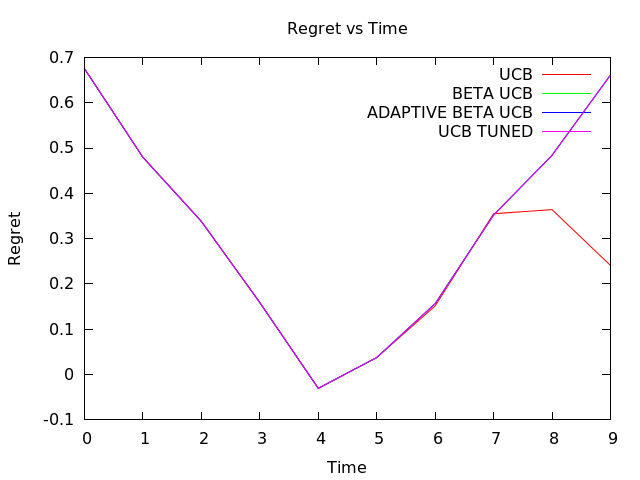 Regret vs Time
0.7
0.6
0.5
0.4
0.3
0.2
0.1
0
-0.1
Regret
UCB
BETA UCB
ADAPTIVE BETA UCB
UCB TUNED
0 1 2 3 4 5 6 7 8 9
Time